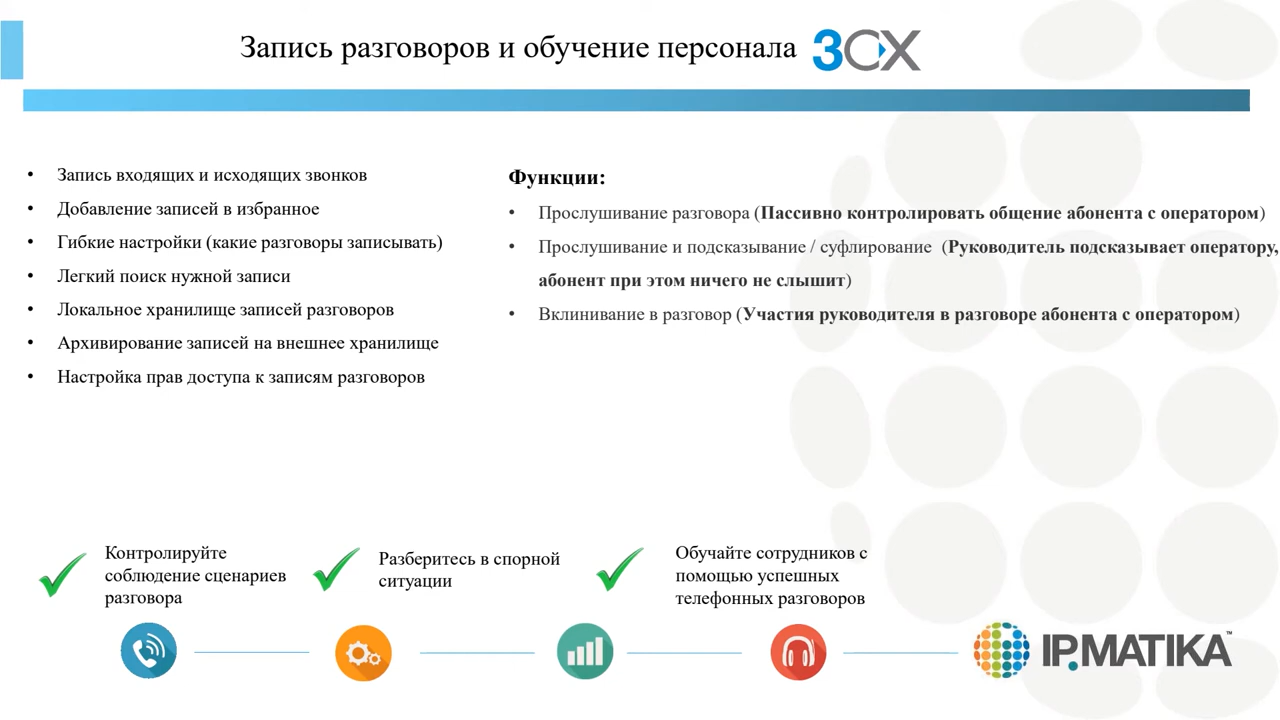 Запись разговоров и обучение персонала 3CX
• Запись входящих и исходящих звонков
• Добавление записей в избранное
• Гибкие настройки (какие разговоры записывать)
• Легкий поиск нужной записи
• Локальное хранилище записей разговоров
• Архивирование записей на внешнее хранилище
• Настройка прав доступа к записям разговоров
Функции:
• Прослушивание разговора (Пассивно контролировать общение абонента с оператором)
• Прослушивание и подсказывание / суфлирование (Руководитель подсказывает оператору,
абонент при этом ничего не слышит)
• Вклинивание в разговор (Участия руководителя в разговоре абонента с оператором)
Контролируйте
соблюдение сценариев
разговора
Разберитесь в спорной
ситуации
Обучайте сотрудников с
помощью успешных
телефонных разговоров
IPMATIKA™